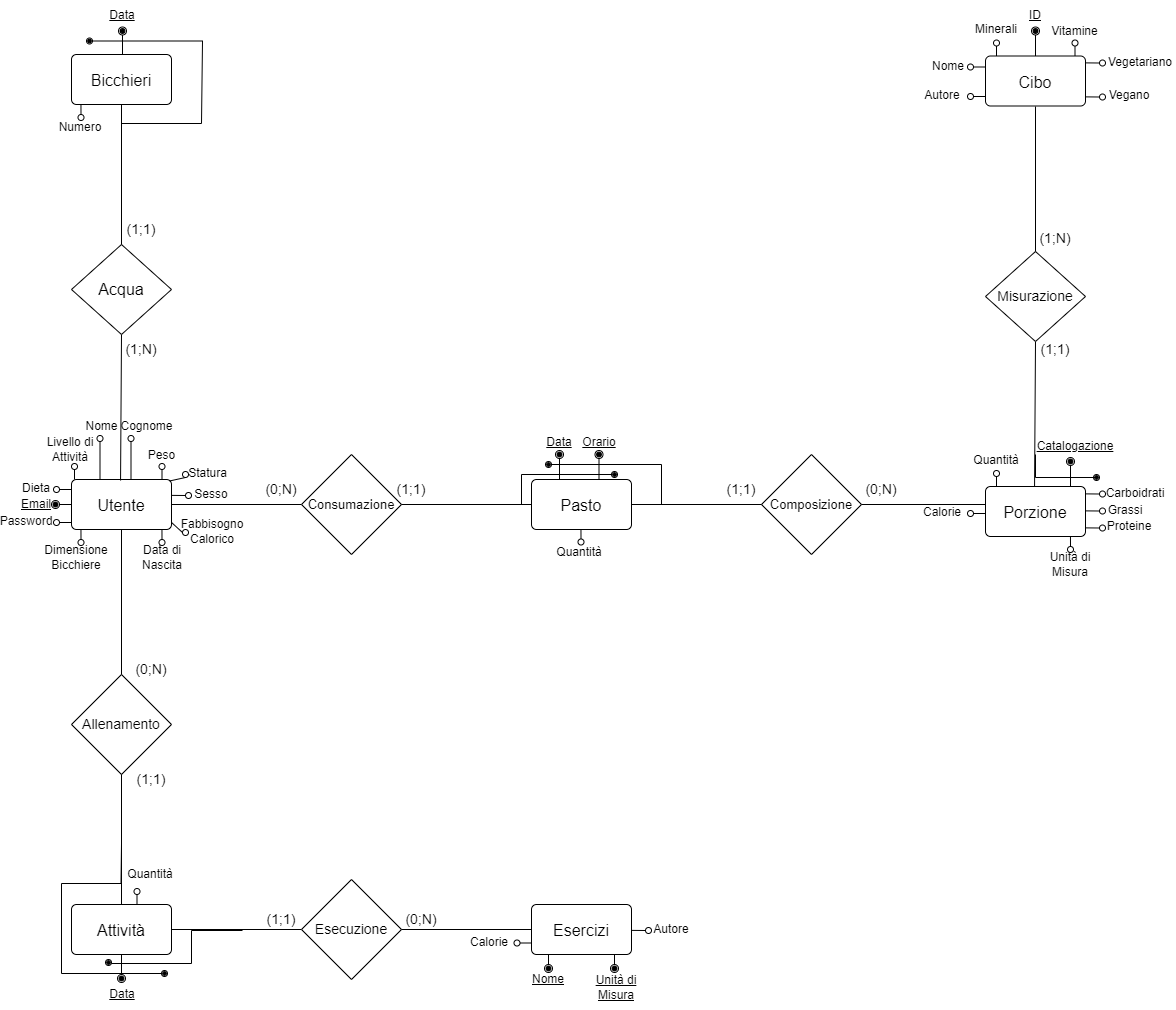 Data
Bicchieri
Numero
(1;1)
Acqua
(1;N)
ID
Minerali
Vitamine
Nome
Vegetariano
Cibo
Autore
Vegano
(1;N)
Misurazione
(1;1)
Nome
Cognome
Livello di
Attività
Peso
Statura
Dieta
Sesso
Utente
Email
Password
Fabbisogno
Calorico
Dimensione
Bicchiere
Data di
Nascita
(0;N)
Consumazione
(1;1)
Data
Orario
Pasto
Quantità
(1;1)
Composizione
(0;N)
Catalogazione
Quantità
Carboidrati
Calorie
Porzione
Grassi
Proteine
Unità di
Misura
(0;N)
Allenamento
(1;1)
Quantità
Attività
Data
(1;1)
Esecuzione
(0;N)
Esercizi
Autore
Calorie
Nome
Unità di
Misura